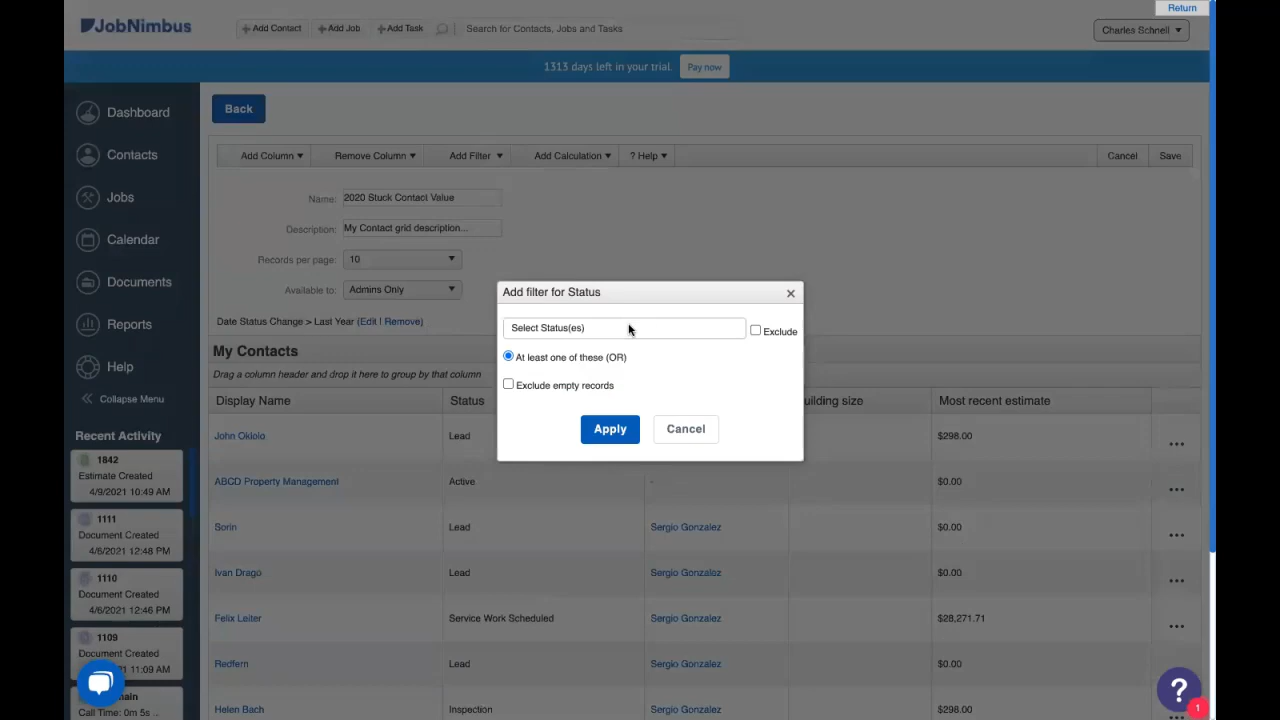 Return
JobNimbus
+ Add Contact
+ Add Job
+ Add Task
Search for Contacts, Jobs and Tasks
Charles Schnell
1313 days left in your trial.
Pay now
Dashboard
Contacts
Jobs
Calendar
Documents
Reports
Help
Collapse Menu
Recent Activity
1842
Estimate Created
4/9/2021 10:49 AM
1111
Document Created
4/6/2021 12:48 PM
1110
Document Created
4/6/2021 12:46 PM
1109
Document Created
11:09 AM
Call Time: 0m 5s ..
Back
Add Column
Remove Column
Add Filter
Add Calculation
? Help
Cancel
Save
Name: 2020 Stuck Contact Value
Description: My Contact grid description...
Records per page: 10
Available to: Admins Only
Date Status Change > Last Year (Edit | Remove)
My Contacts
Drag a column header and drop it here to group by that column
Display Name Status uilding size Most recent estimate
John Okiolo Lead $298.00 ...
ABCD Property Management Active - $0.00 ...
Sorin Lead Sergio Gonzalez $0.00 ...
Ivan Drago Lead Sergio Gonzalez $0.00 ...
Felix Leiter Service Work Scheduled Sergio Gonzalez $28,271.71 ...
Redfern Lead Sergio Gonzalez $0.00
Helen Bach Inspection Sergio Gonzalez $298.00
Add filter for Status
Select Status(es)
Exclude
At least one of these (OR)
Exclude empty records
Apply
Cancel
?
1